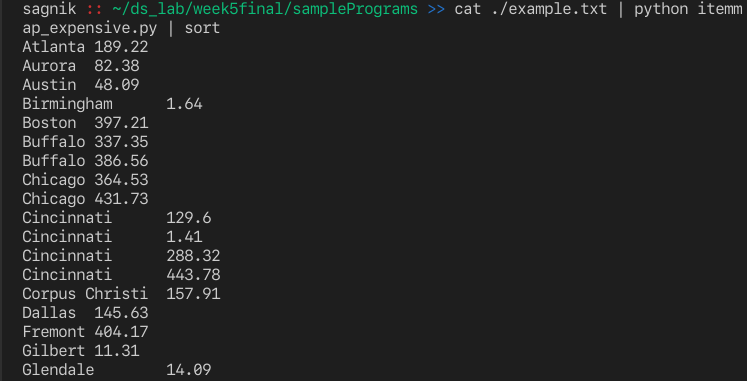 sagnik :: ~/ds_lab/week5final/samplePrograms >> cat ./example.txt | python itemm
ap_expensive.py | sort
Atlanta 189.22
Aurora  82.38
Austin  48.09
Birmingham      1.64
Boston  397.21
Buffalo 337.35
Buffalo 386.56
Chicago 364.53
Chicago 431.73
Cincinnati      129.6
Cincinnati      1.41
Cincinnati      288.32
Cincinnati      443.78
Corpus Christi  157.91
Dallas  145.63
Fremont 404.17
Gilbert 11.31
Glendale        14.09